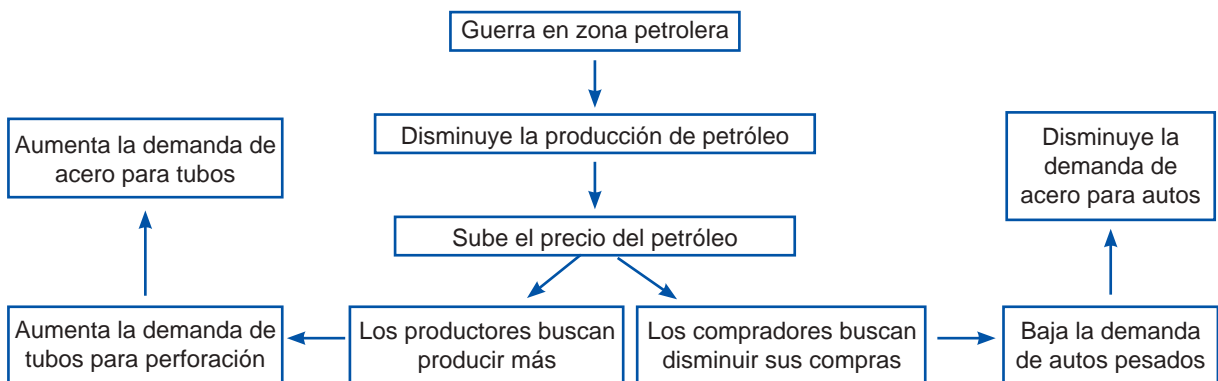 Guerra en zona petrolera
Disminuye la producción de petróleo
Aumenta la demanda de
acero para tubos
Disminuye la
demanda de
acero para autos
Sube el precio del petróleo
Aumenta la demanda de
tubos para perforación
Los productores buscan
producir más
Los compradores buscan
disminuir sus compras
Baja la demanda
de autos pesados